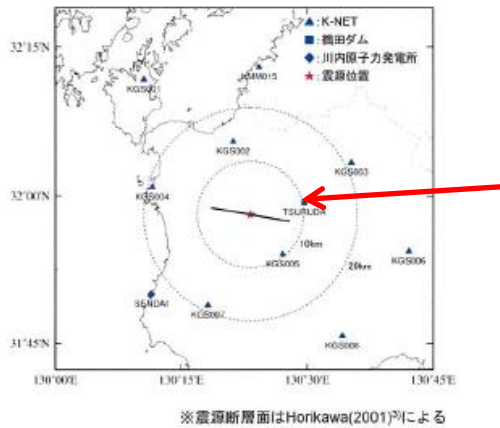 ▲: K-NET
■: 鶴田ダム
◆: 川内原子力発電所
★: 震源位置
32°15'
KGS001
KMM015
KGS002
KGS003
32°00'
KGS004
TSURUDA
10km
KGS005
20km
KGS006
SENDAI
KGS007
31°45'
KGS008
130°00'E 130°15'E 130°30'E 130°45'E
※震源断層面はHorikawa(2001)³⁾による